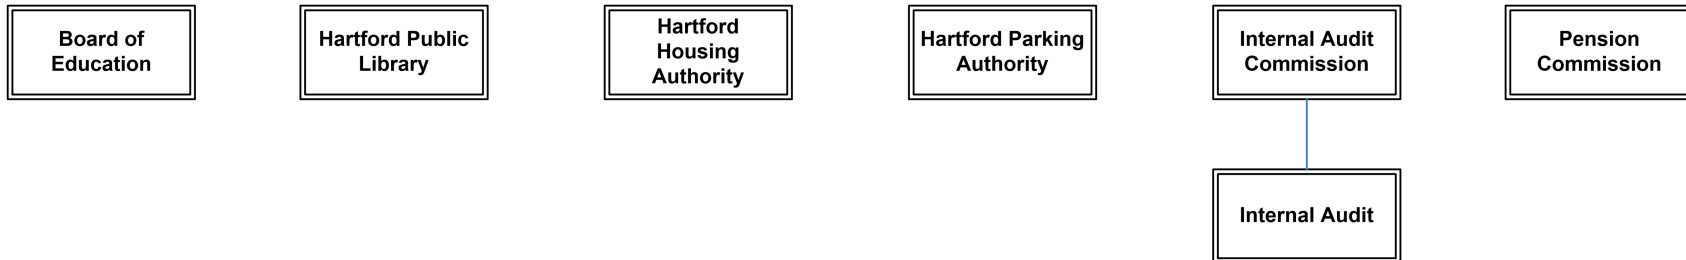 Board of
Education
Hartford Public
Library
Hartford
Housing
Authority
Hartford Parking
Authority
Internal Audit
Commission
Pension
Commission
Internal Audit